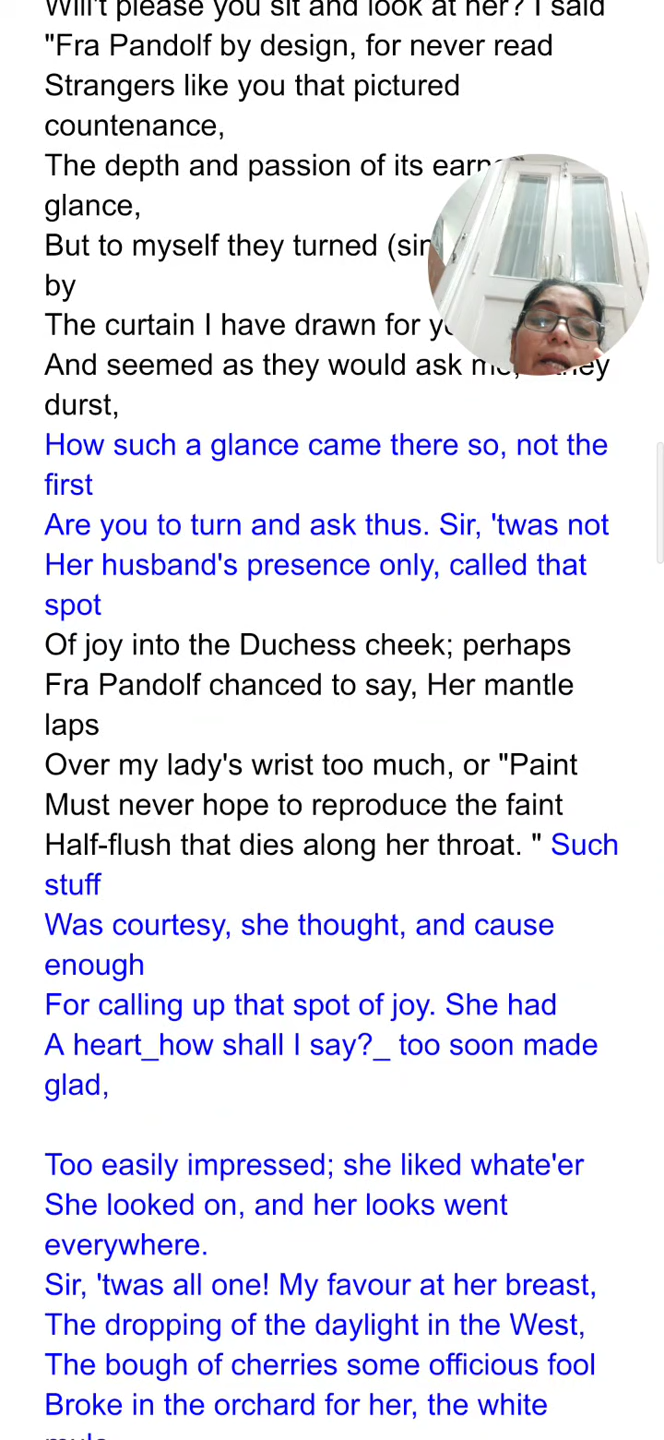 Will't please you sit and look at her? I said
"Fra Pandolf by design, for never read
Strangers like you that pictured
countenance,
The depth and passion of its
glance,
But to myself they turned
by
The curtain I have drawn for
And seemed as they would ask
durst,
How such a glance came there so, not the
first
Are you to turn and ask thus. Sir, 'twas not
Her husband's presence only, called that
spot
Of joy into the Duchess cheek; perhaps
Fra Pandolf chanced to say, Her mantle
laps
Over my lady's wrist too much, or "Paint
Must never hope to reproduce the faint
Half-flush that dies along her throat. " Such
stuff
Was courtesy, she thought, and cause
enough
For calling up that spot of joy. She had
A heart_how shall I say?_ too soon made
glad,
Too easily impressed; she liked whate'er
She looked on, and her looks went
everywhere.
Sir, 'twas all one! My favour at her breast,
The dropping of the daylight in the West,
The bough of cherries some officious fool
Broke in the orchard for her, the white